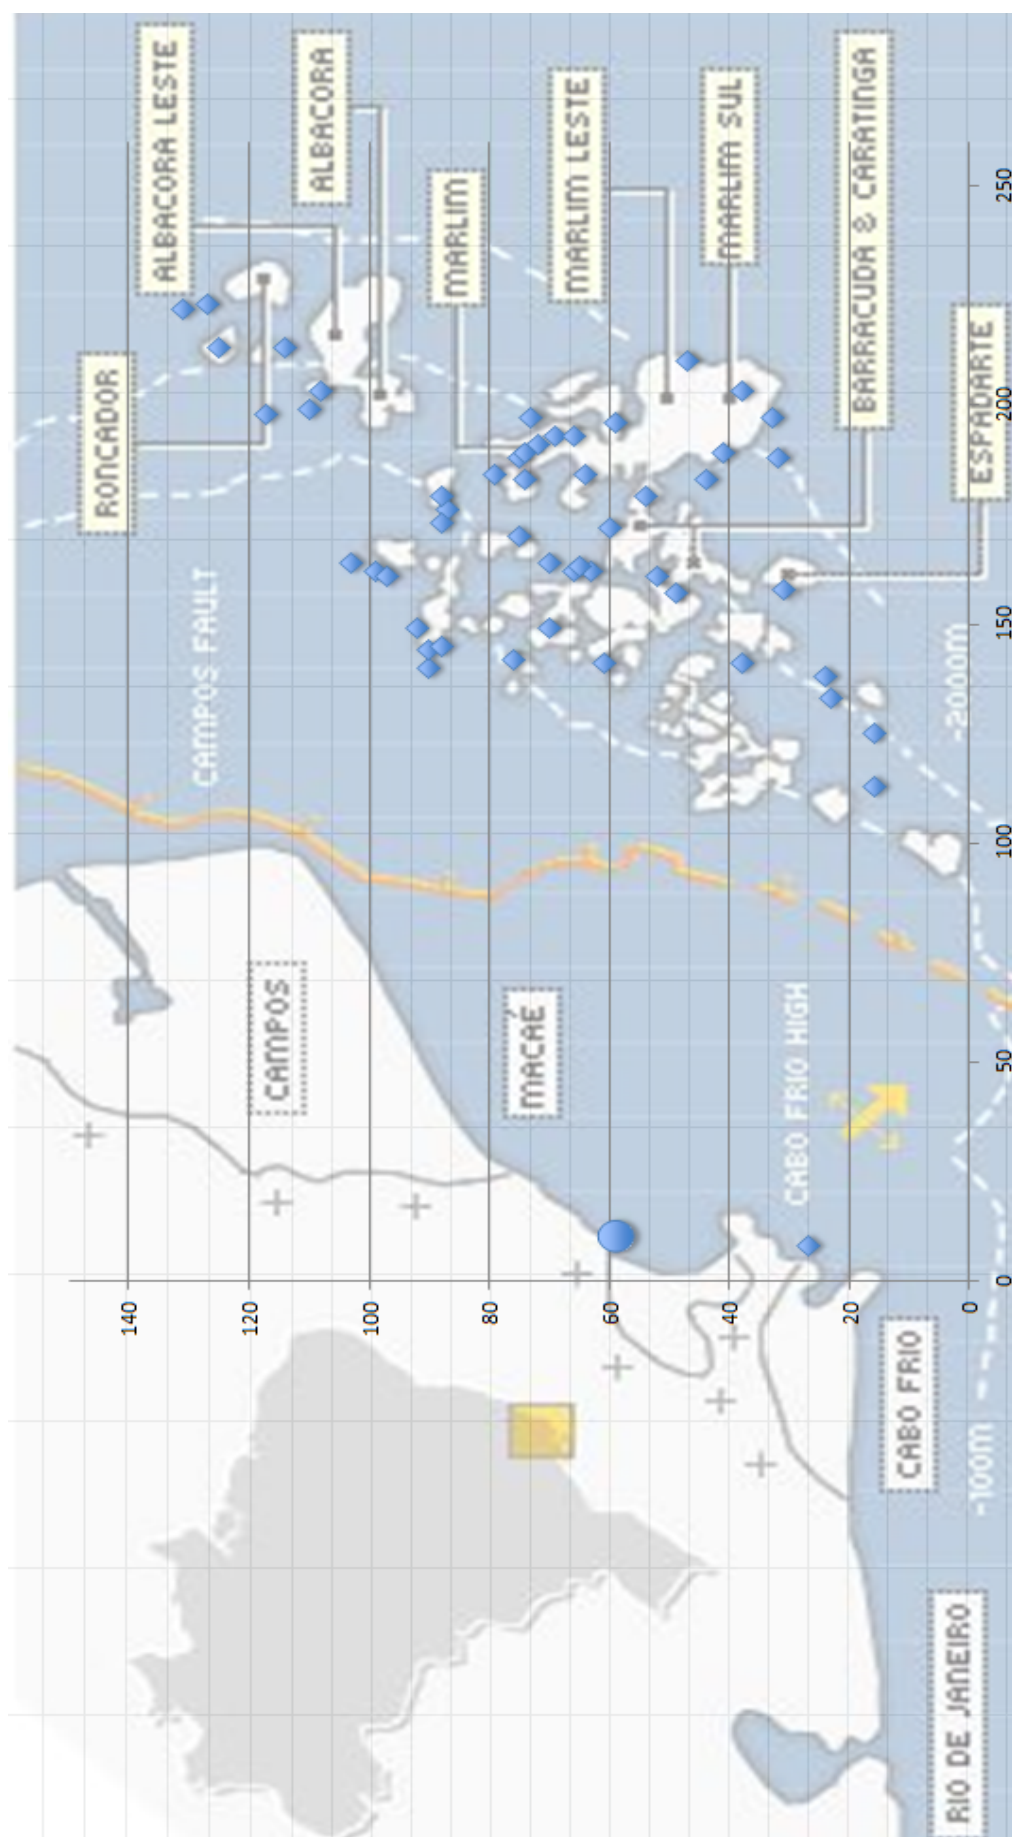 ALBACORA LESTE
ALBACORA
RONCADOR
MARLIM
MARLIM LESTE
MARLIM SUL
BARRACUDA & CARATINGA
ESPADARTE
CAMPOS FAULT
CAMPOS
MACAÉ
CABO FRIO HIGH
CABO FRIO
RIO DE JANEIRO
-100M
-2000M
140
120
100
80
60
40
20
0
0
50
100
150
200
250